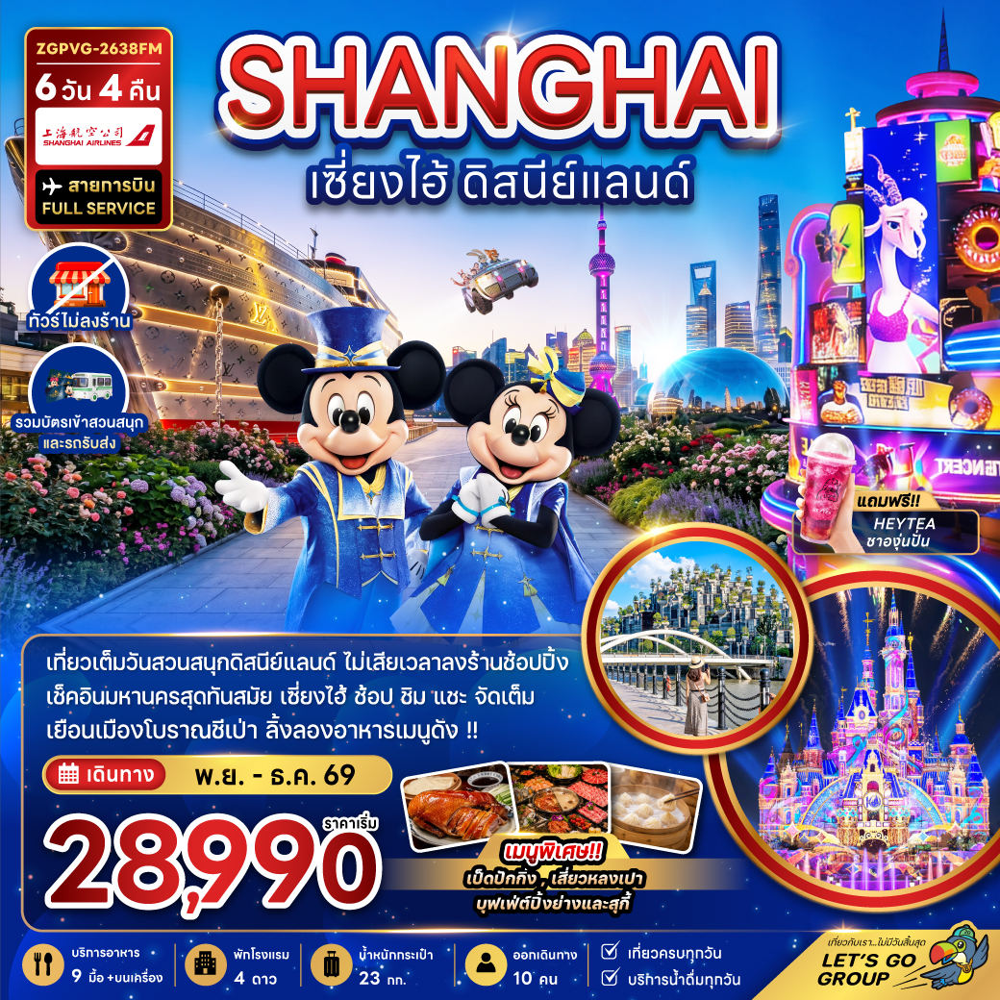 ZGPVG-2638FM
6 วัน 4 คืน
上海航空公司
SHANGHAI AIRLINES
สายการบิน
FULL SERVICE
SHANGHAI
เซี่ยงไฮ้ ดิสนีย์แลนด์
ทัวร์ไม่ลงร้าน
รวมบัตรเข้าสวนสนุก
และรถรับส่ง
แถมฟรี!!
HEYTEA
ชาองุ่นปั่น
เที่ยวเต็มวันสวนสนุกดิสนีย์แลนด์ ไม่เสียเวลาลงร้านช้อปปิ้ง
เช็คอินมหานครสุดทันสมัย เซี่ยงไฮ้ ช้อป ชิม แชะ จัดเต็ม
เยือนเมืองโบราณซีเป่า ลิ้งลองอาหารเมนูดัง !!
เดินทาง
พ.ย. - ธ.ค. 69
ราคาเริ่ม
28,990
เมนูพิเศษ!!
เป็ดปักกิ่ง , เสี่ยวหลงเปา
บุฟเฟ่ต์ปิ้งย่างและสุกี้
บริการอาหาร
9 มื้อ +บนเครื่อง
พักโรงแรม
4 ดาว
น้ำหนักกระเป๋า
23 กก.
ออกเดินทาง
10 คน
เที่ยวครบทุกวัน
บริการน้ำดื่มทุกวัน
เที่ยวกับเรา...ไม่มีวันสิ้นสุด
LET'S GO
GROUP